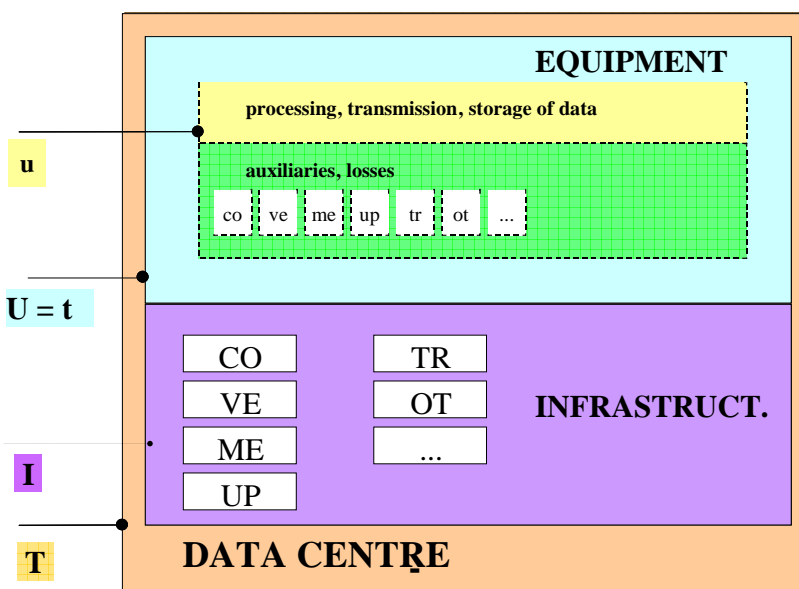 EQUIPMENT
processing, transmission, storage of data
u
auxiliaries, losses
co ve me up tr ot ...
U = t
CO TR
VE OT
INFRASTRUCT.
ME ...
I
UP
T
DATA CENTRE